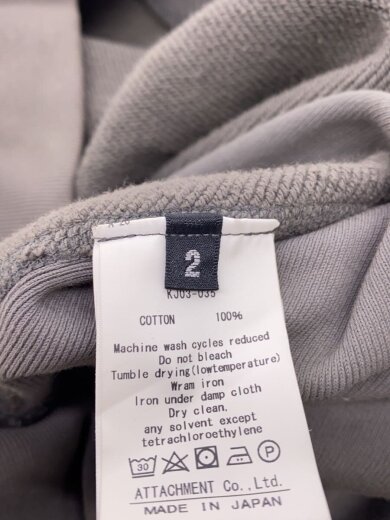 2
KJ03-035
COTTON 100%
Machine wash cycles reduced
Do not bleach
Tumble drying(lowtemperature)
Wram iron
Iron under damp cloth
Dry clean,
any solvent except
tetrachloroethylene
30 P
ATTACHMENT Co.,Ltd.
MADE IN JAPAN